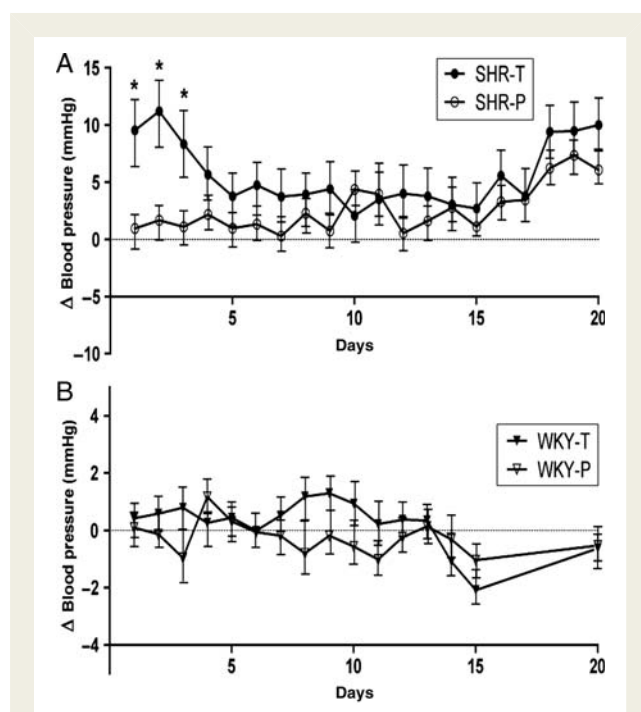 A
15
10
5
0
–5
–10
Δ Blood pressure (mmHg)
* * *
SHR-T
SHR-P
5 10 15 20
Days
B
4
2
0
–2
–4
Δ Blood pressure (mmHg)
WKY-T
WKY-P
5 10 15 20
Days